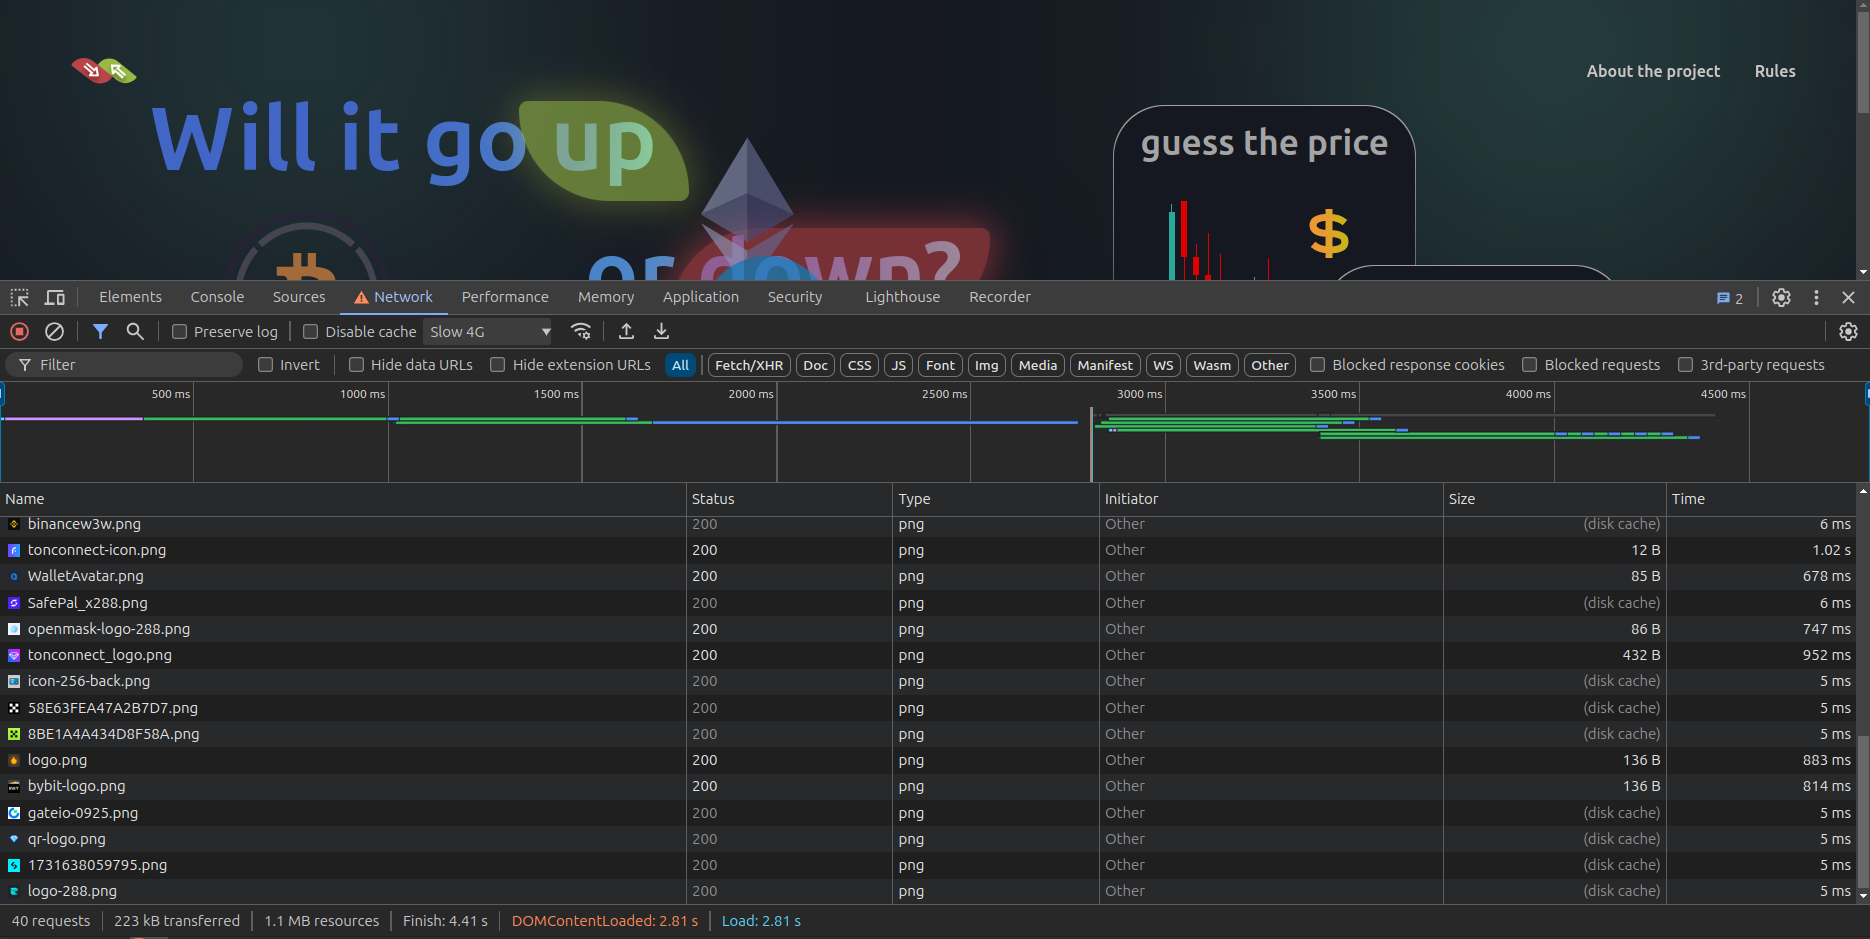 About the project Rules
Will it go up
or down?
guess the price
$
Elements Console Sources Network Performance Memory Application Security Lighthouse Recorder 2
Preserve log Disable cache Slow 4G
Filter Invert Hide data URLs Hide extension URLs All Fetch/XHR Doc CSS JS Font Img Media Manifest WS Wasm Other Blocked response cookies Blocked requests 3rd-party requests
500 ms 1000 ms 1500 ms 2000 ms 2500 ms 3000 ms 3500 ms 4000 ms 4500 ms
Name Status Type Initiator Size Time
binancew3w.png 200 png Other (disk cache) 6 ms
tonconnect-icon.png 200 png Other 12 B 1.02 s
WalletAvatar.png 200 png Other 85 B 678 ms
SafePal_x288.png 200 png Other (disk cache) 6 ms
openmask-logo-288.png 200 png Other 86 B 747 ms
tonconnect_logo.png 200 png Other 432 B 952 ms
icon-256-back.png 200 png Other (disk cache) 5 ms
58E63FEA47A2B7D7.png 200 png Other (disk cache) 5 ms
8BE1A4A434D8F58A.png 200 png Other (disk cache) 5 ms
logo.png 200 png Other 136 B 883 ms
bybit-logo.png 200 png Other 136 B 814 ms
gateio-0925.png 200 png Other (disk cache) 5 ms
qr-logo.png 200 png Other (disk cache) 5 ms
1731638059795.png 200 png Other (disk cache) 5 ms
logo-288.png 200 png Other (disk cache) 5 ms
40 requests 223 kB transferred 1.1 MB resources Finish: 4.41 s DOMContentLoaded: 2.81 s Load: 2.81 s